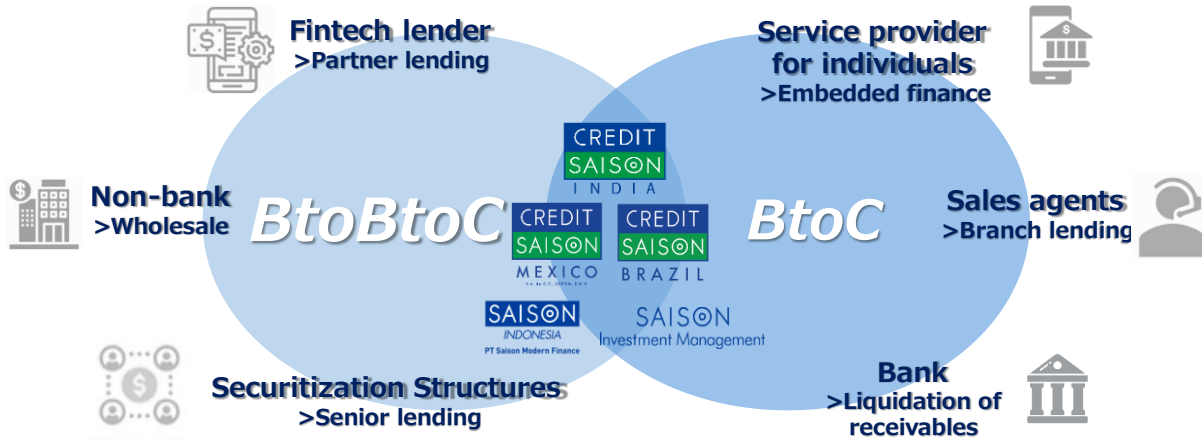 Fintech lender
>Partner lending
Service provider
for individuals
>Embedded finance
Non-bank
>Wholesale
BtoBtoC
CREDIT
SAISON
INDIA
CREDIT
SAISON
MEXICO
CREDIT
SAISON
BRAZIL
BtoC
Sales agents
>Branch lending
SAISON
INDONESIA
PT Saison Modern Finance
SAISON
Investment Management
Securitization Structures
>Senior lending
Bank
>Liquidation of
receivables